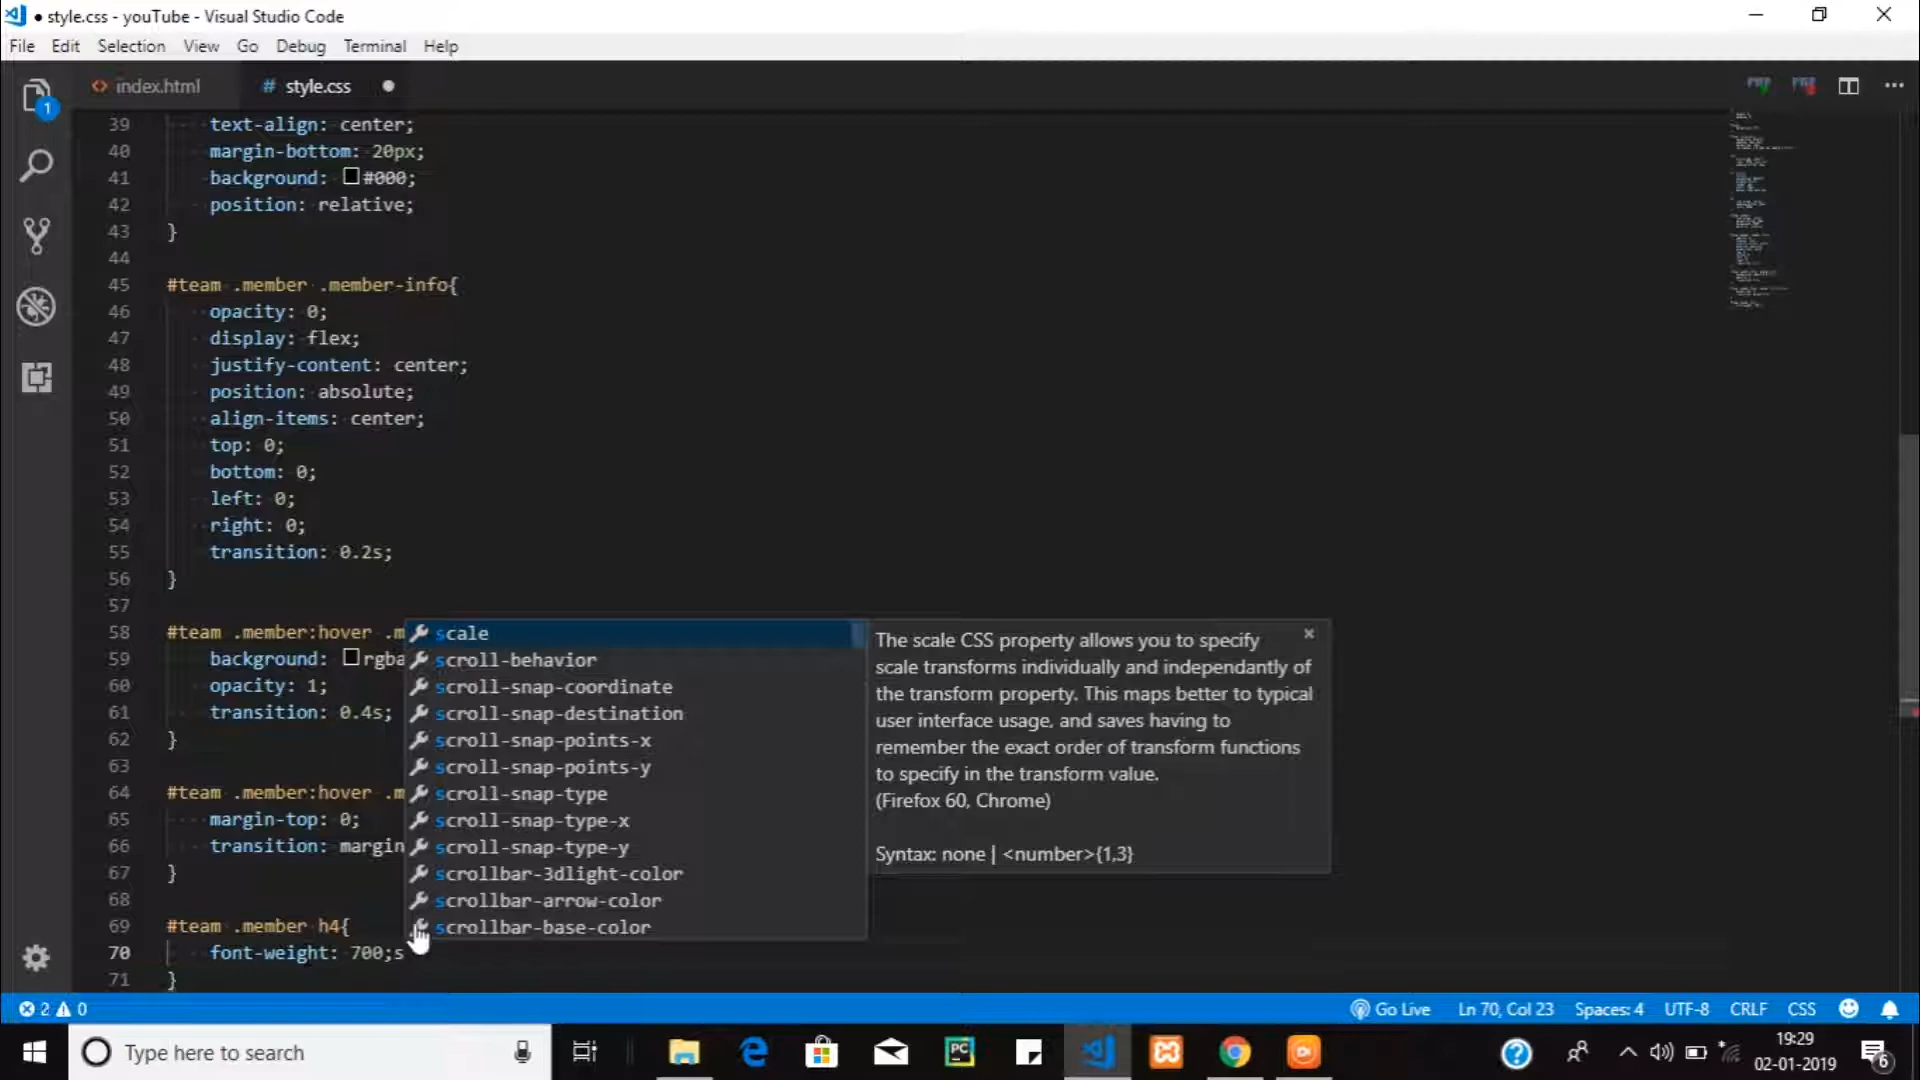 style.css - youTube - Visual Studio Code
File Edit Selection View Go Debug Terminal Help
1
<> index.html # style.css
39 text-align: center;
40 margin-bottom: 20px;
41 background: #000;
42 position: relative;
43 }
44
45 #team .member .member-info{
46 opacity: 0;
47 display: flex;
48 justify-content: center;
49 position: absolute;
50 align-items: center;
51 top: 0;
52 bottom: 0;
53 left: 0;
54 right: 0;
55 transition: 0.2s;
56 }
57
58 #team .member:hover .m
59 background: rgba
60 opacity: 1;
61 transition: 0.4s;
62 }
63
64 #team .member:hover .m
65 margin-top: 0;
66 transition: margin
67 }
68
69 #team .member h4{
70 font-weight: 700;s
71 }
scale
scroll-behavior
scroll-snap-coordinate
scroll-snap-destination
scroll-snap-points-x
scroll-snap-points-y
scroll-snap-type
scroll-snap-type-x
scroll-snap-type-y
scrollbar-3dlight-color
scrollbar-arrow-color
scrollbar-base-color
The scale CSS property allows you to specify
scale transforms individually and independantly of
the transform property. This maps better to typical
user interface usage, and saves having to
remember the exact order of transform functions
to specify in the transform value.
(Firefox 60, Chrome)
Syntax: none | <number>{1,3}
2 0 Go Live Ln 70, Col 23 Spaces: 4 UTF-8 CRLF CSS
Type here to search
PC
19:29
02-01-2019
6